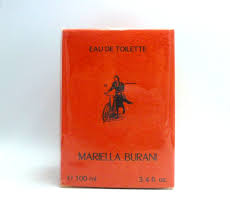 EAU DE TOILETTE
MARIELLA BURANI
100 ml 3,4 fl. oz.